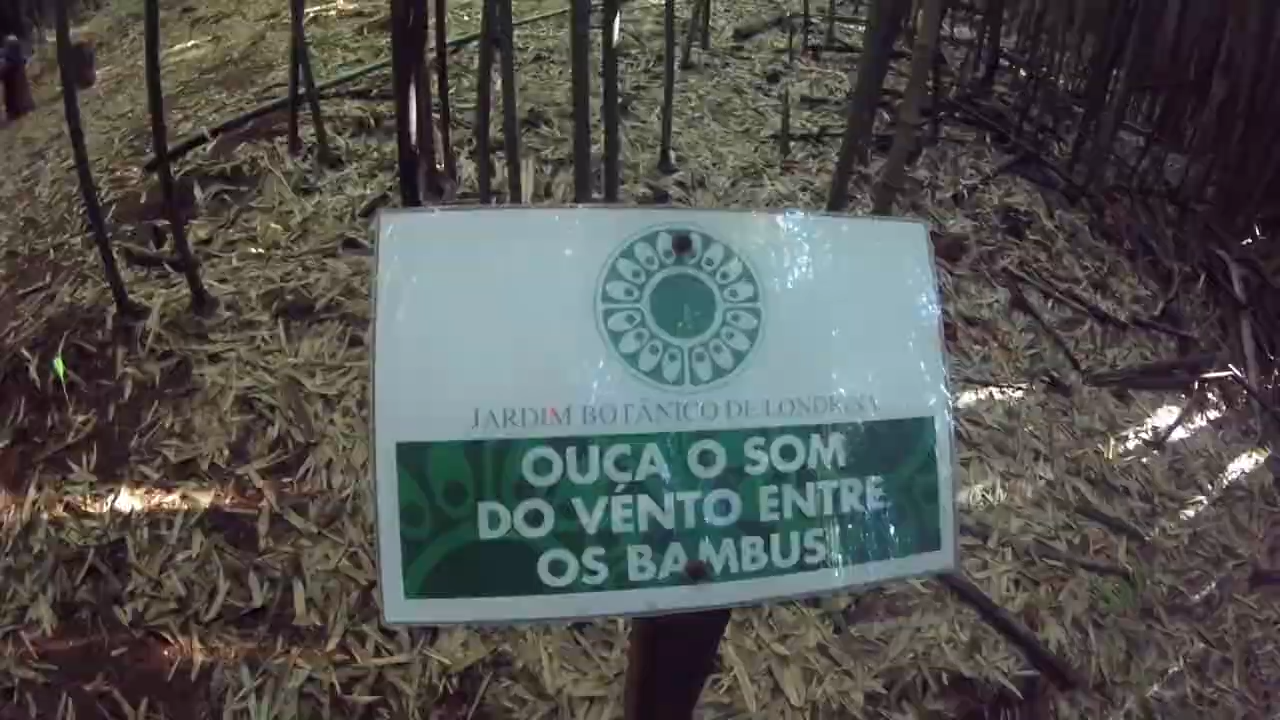 JARDIM BOTÂNICO DE LONDRINA
OUÇA O SOM
DO VENTO ENTRE
OS BAMBUS